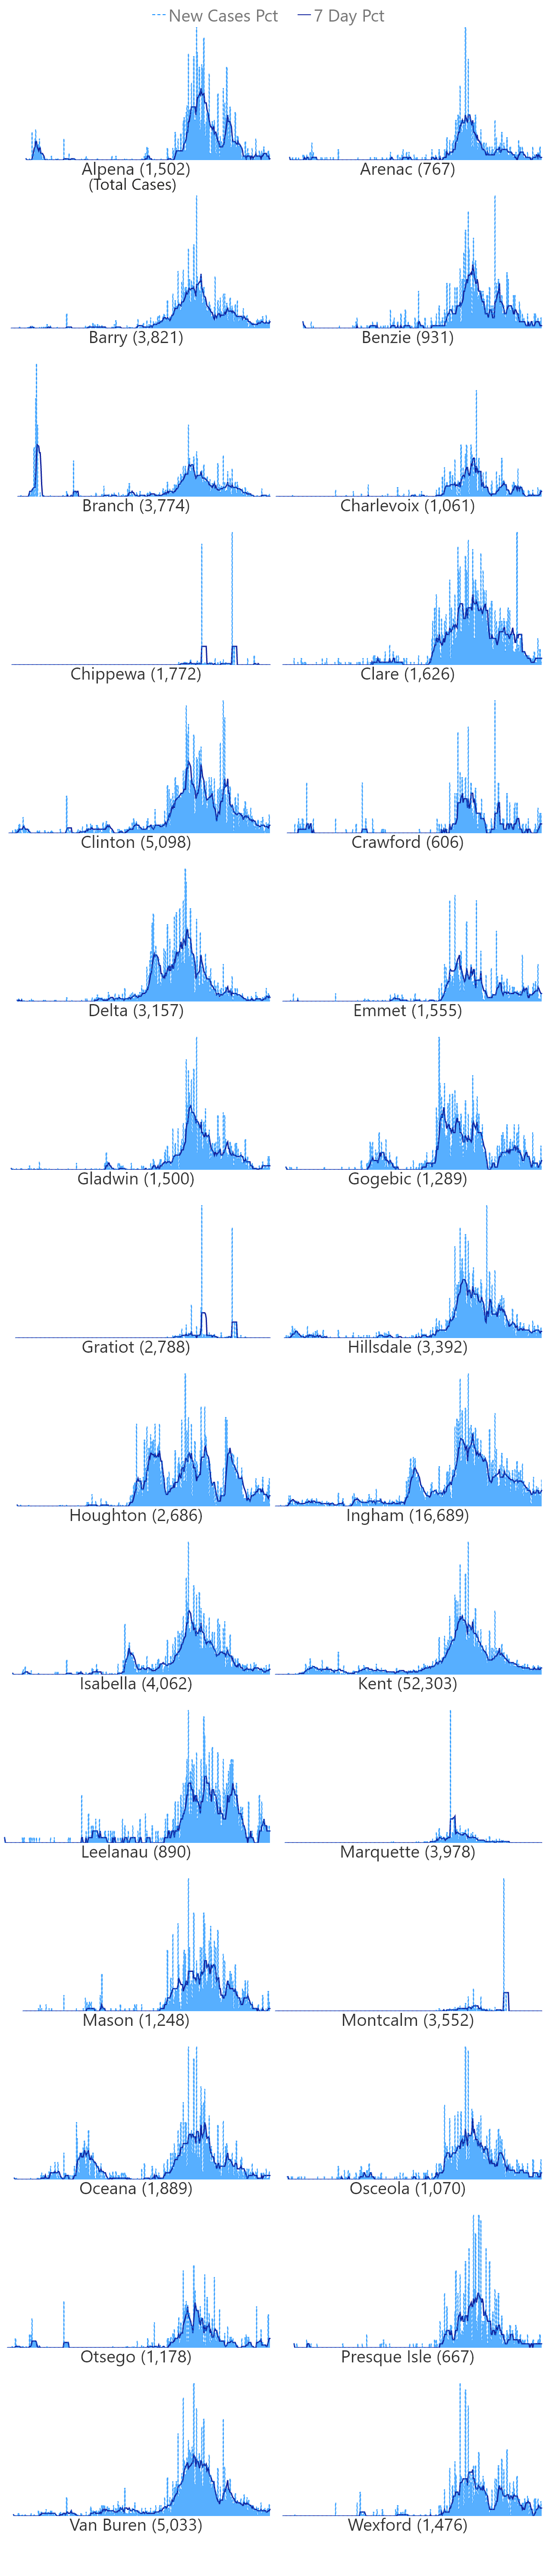 New Cases Pct 7 Day Pct
Alpena (1,502) Arenac (767)
(Total Cases)
Barry (3,821) Benzie (931)
Branch (3,774) Charlevoix (1,061)
Chippewa (1,772) Clare (1,626)
Clinton (5,098) Crawford (606)
Delta (3,157) Emmet (1,555)
Gladwin (1,500) Gogebic (1,289)
Gratiot (2,788) Hillsdale (3,392)
Houghton (2,686) Ingham (16,689)
Isabella (4,062) Kent (52,303)
Leelanau (890) Marquette (3,978)
Mason (1,248) Montcalm (3,552)
Oceana (1,889) Osceola (1,070)
Otsego (1,178) Presque Isle (667)
Van Buren (5,033) Wexford (1,476)